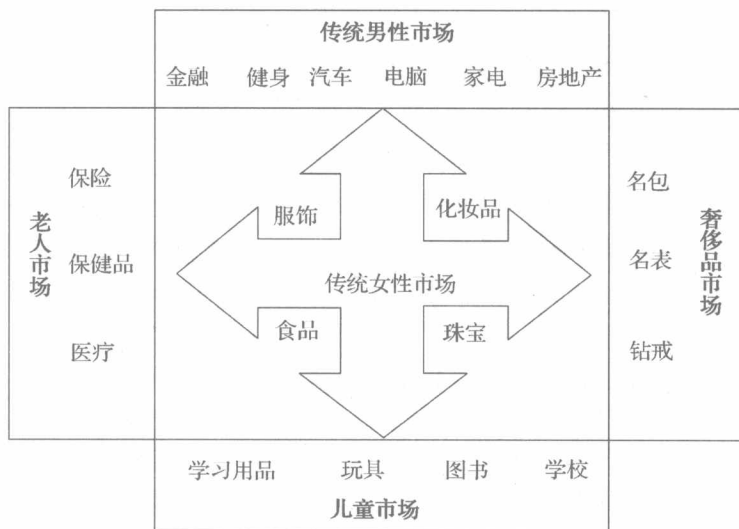 传统男性市场
金融 健身 汽车 电脑 家电 房地产
老人市场
保险
保健品
医疗
服饰 化妆品
传统女性市场
食品 珠宝
名包
名表
钻戒
奢侈品市场
学习用品 玩具 图书 学校
儿童市场